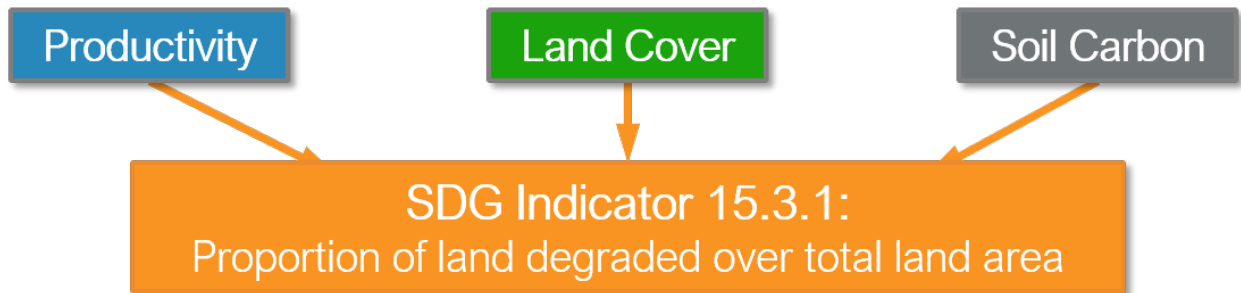 Productivity
Land Cover
Soil Carbon
SDG Indicator 15.3.1:
Proportion of land degraded over total land area